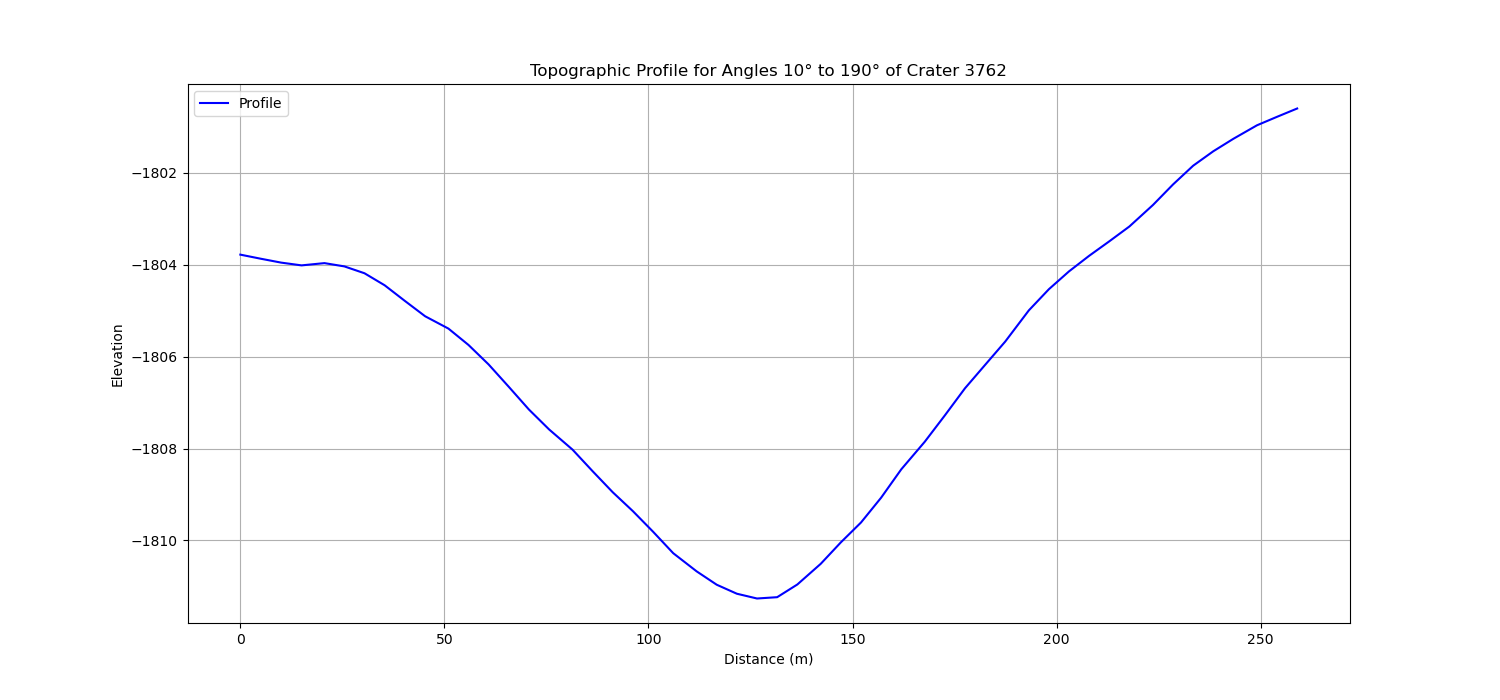 Topographic Profile for Angles 10° to 190° of Crater 3762
Profile
−1802
−1804
−1806
−1808
−1810
Elevation
0 50 100 150 200 250
Distance (m)